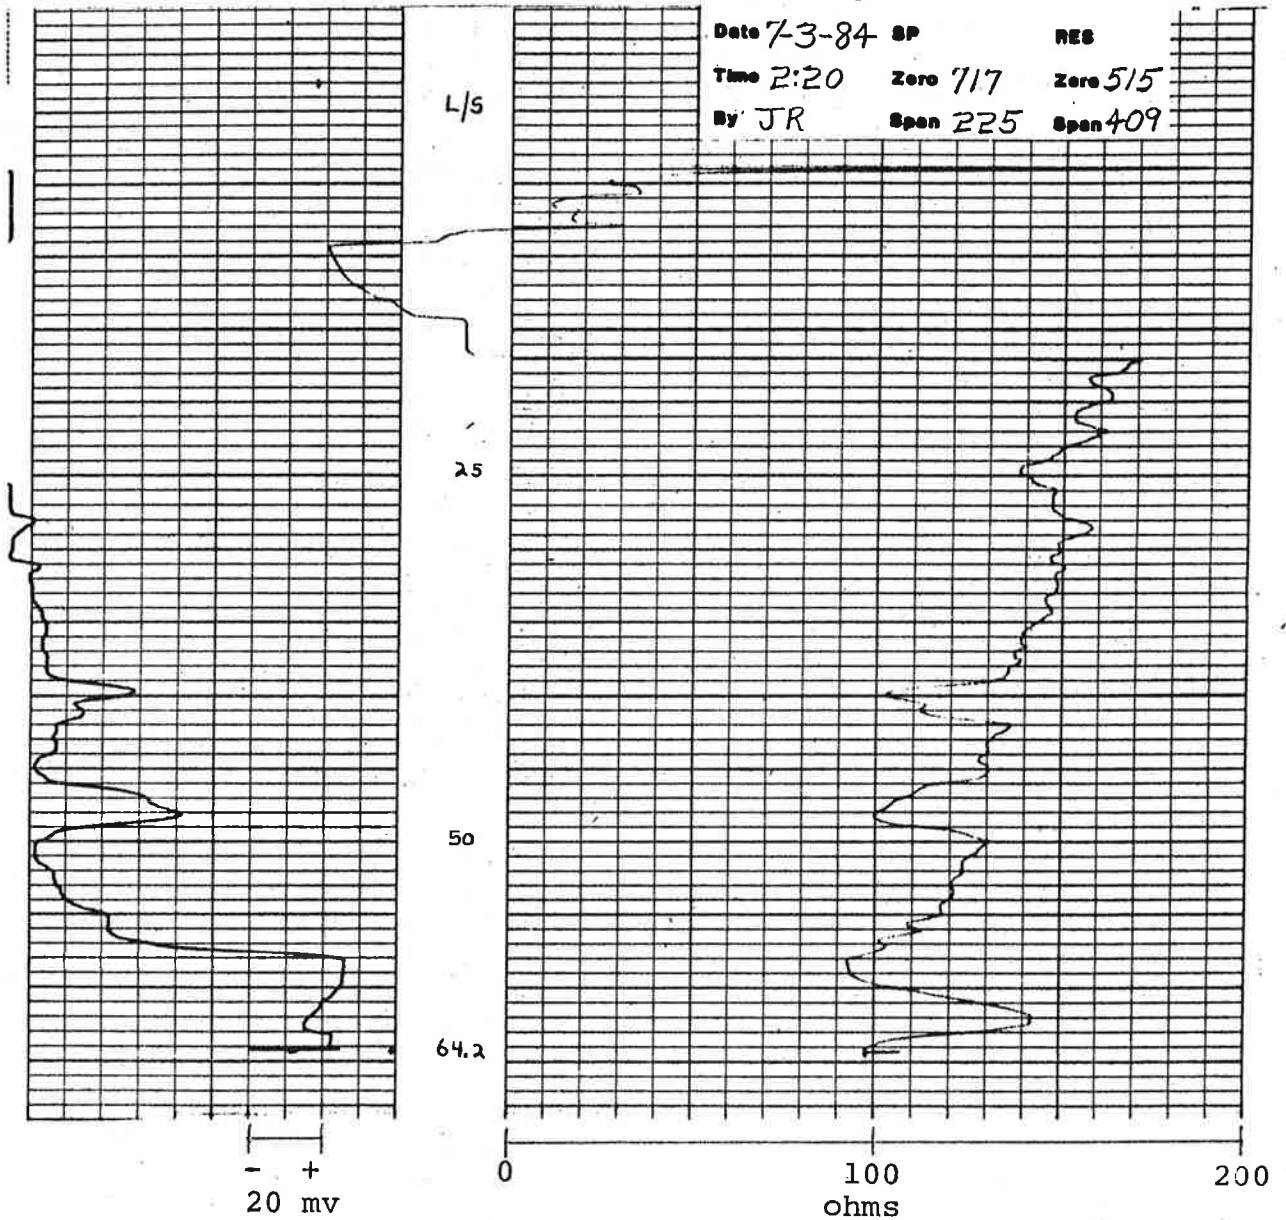 Date 7-3-84 SP RES
Time 2:20 Zero 717 Zero 515
By JR Span 225 Span 409
L/S
25
50
64.2
- +
20 mv
0 100 200
ohms